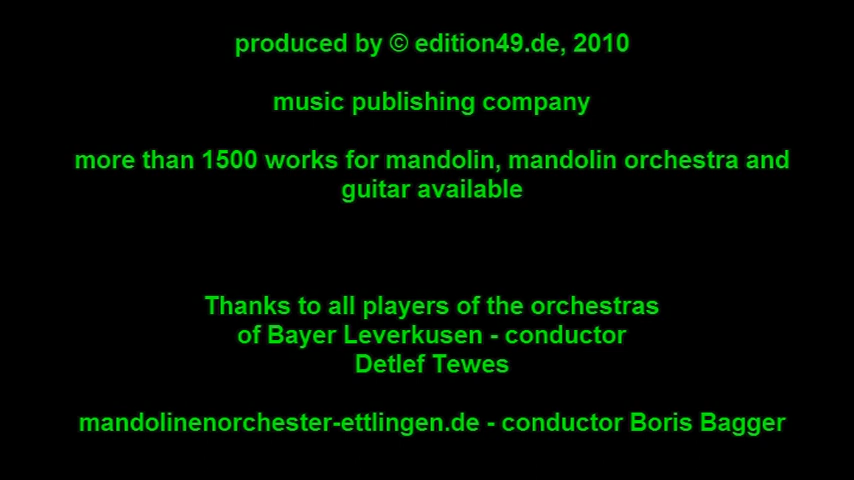 produced by © edition49.de, 2010
music publishing company
more than 1500 works for mandolin, mandolin orchestra and
guitar available
Thanks to all players of the orchestras
of Bayer Leverkusen - conductor
Detlef Tewes
mandolinenorchester-ettlingen.de - conductor Boris Bagger